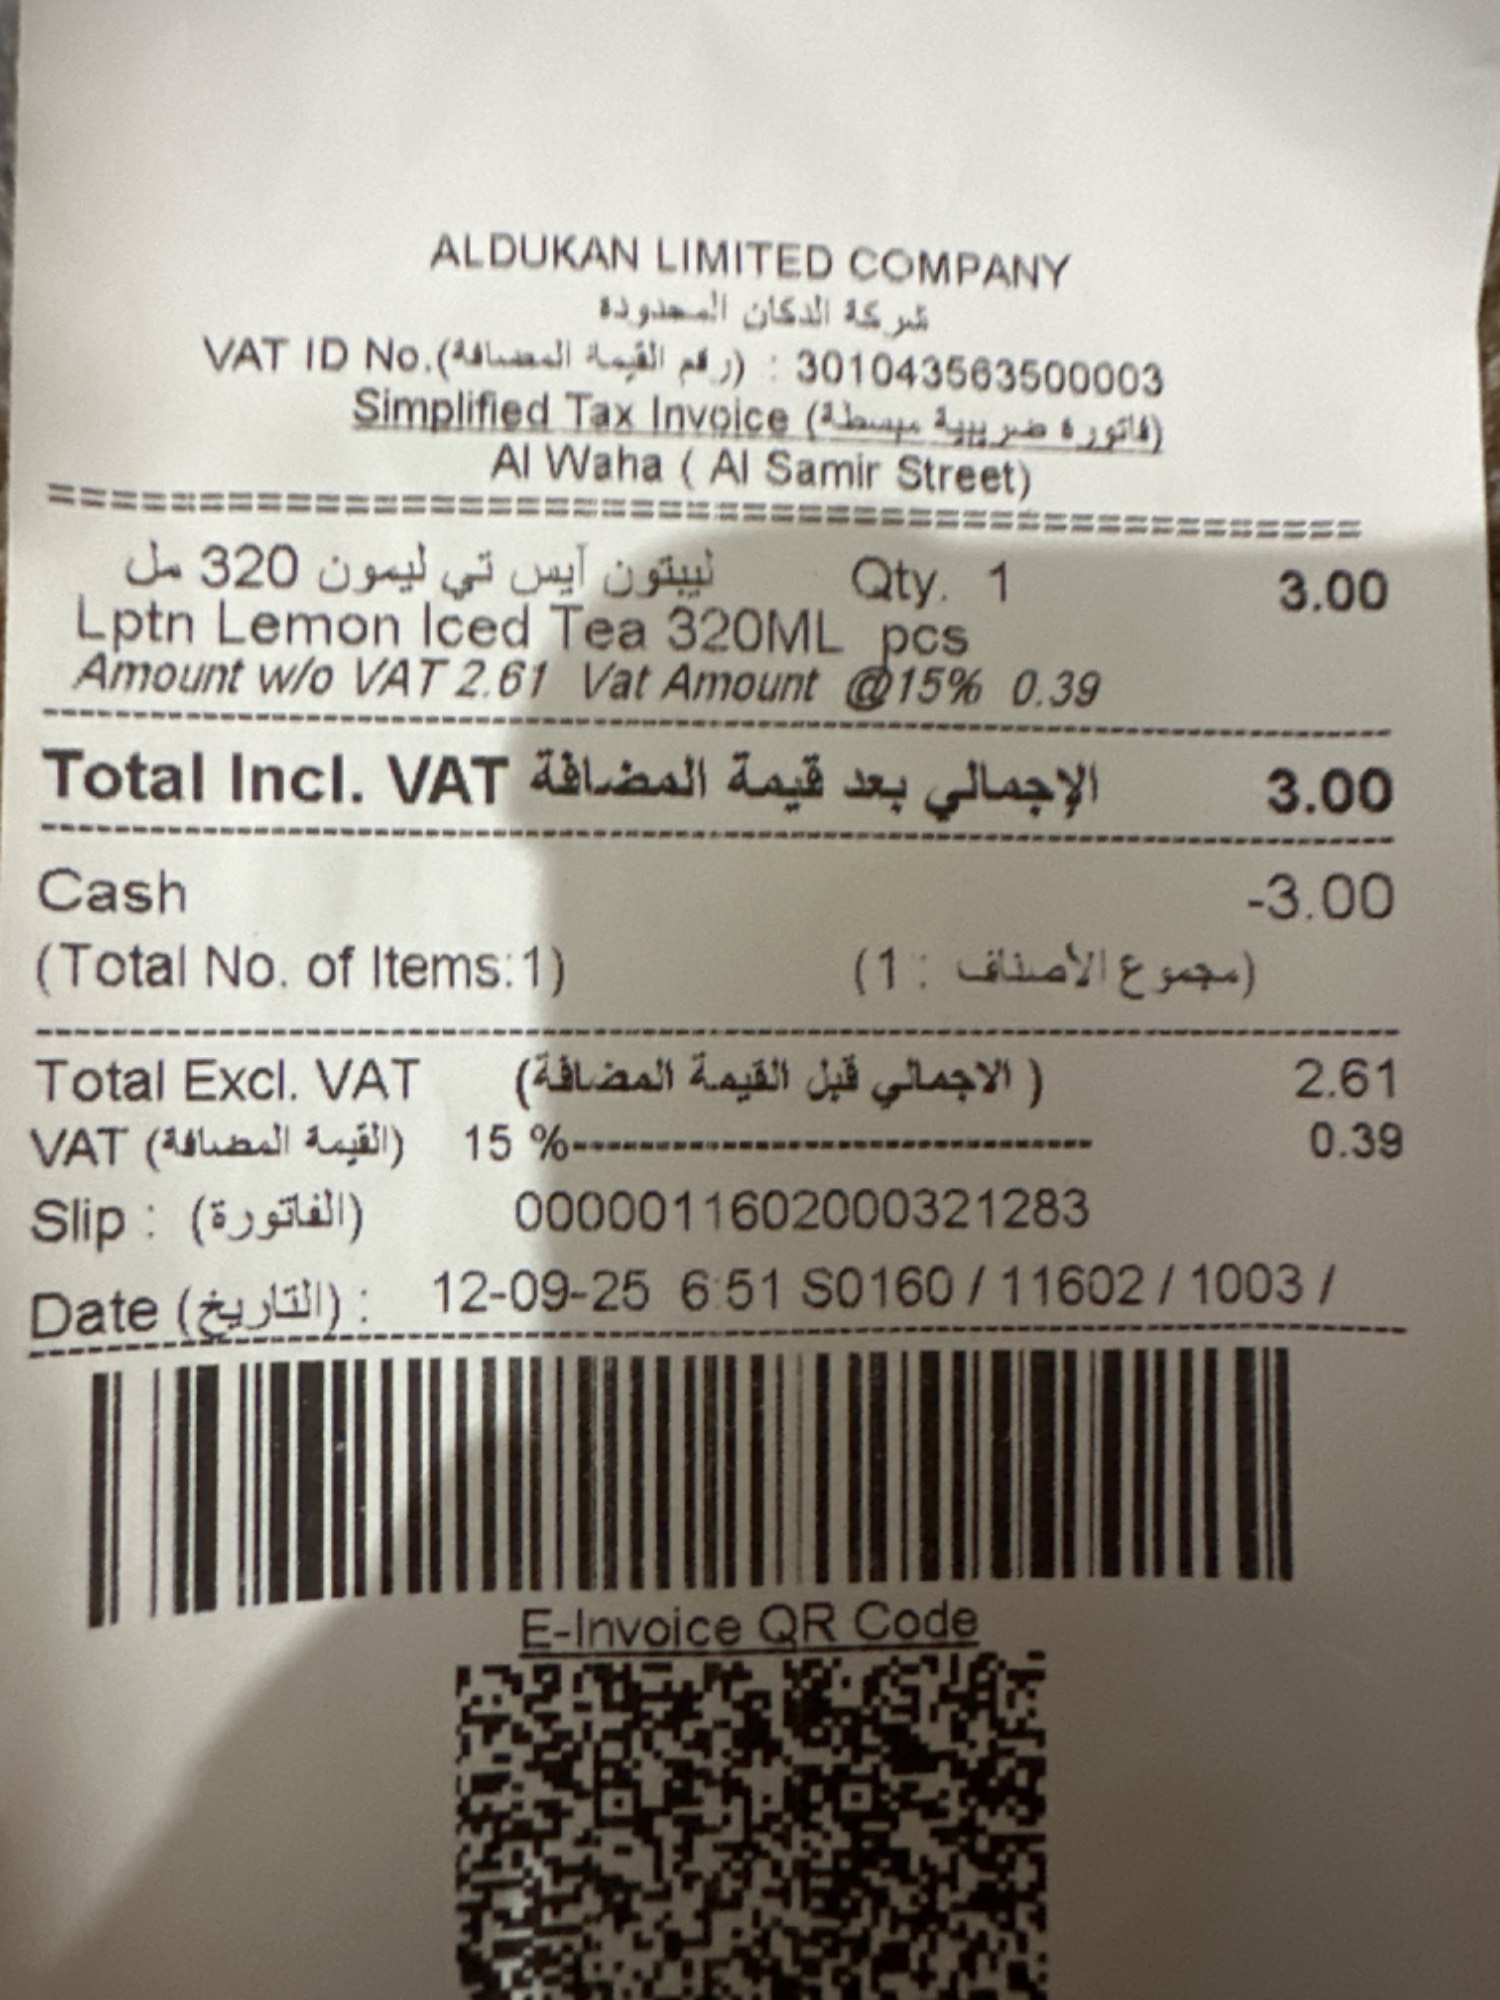 ALDUKAN LIMITED COMPANY
شركة الدكان المحدودة
VAT ID No.(رقم القيمة المضافة) : 301043563500003
Simplified Tax Invoice (فاتورة ضريبية مبسطة)
Al Waha ( Al Samir Street)
ليبتون آيس تي ليمون 320 مل Qty. 1 3.00
Lptn Lemon Iced Tea 320ML pcs
Amount w/o VAT 2.61 Vat Amount @15% 0.39
Total Incl. VAT الإجمالي بعد قيمة المضافة 3.00
Cash -3.00
(Total No. of Items:1) (مجموع الأصناف : 1)
Total Excl. VAT (الاجمالي قبل القيمة المضافة ) 2.61
VAT (القيمة المضافة) 15 %------------------------------ 0.39
Slip : (الفاتورة) 0000011602000321283
Date (التاريخ) : 12-09-25 6:51 S0160 / 11602 / 1003 /
E-Invoice QR Code